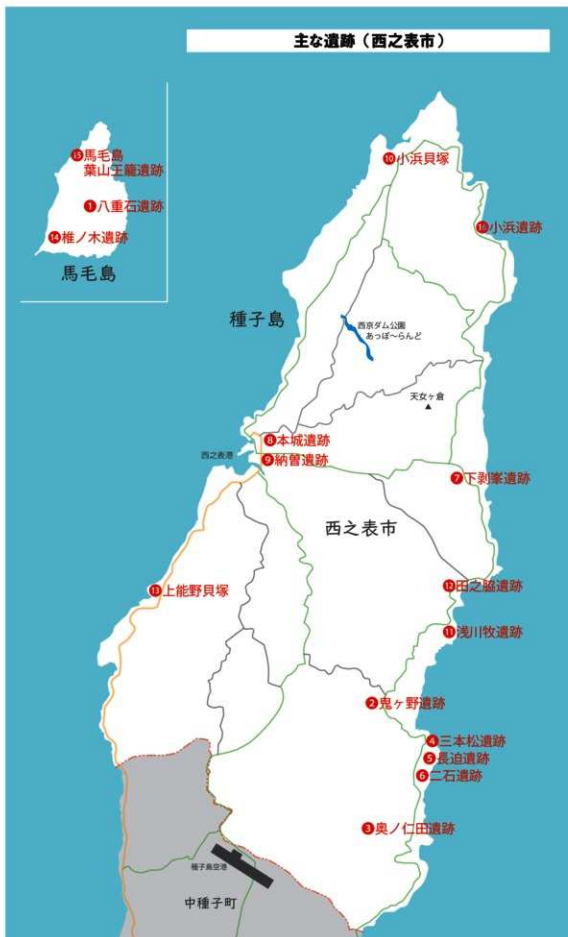 主な遺跡（西之表市）
⑮馬毛島
葉山王籠遺跡
①八重石遺跡
⑭椎ノ木遺跡
馬毛島
⑩小浜貝塚
⑯小浜遺跡
種子島
西京ダム公園
あっぽ～らんど
天女ヶ倉
⑧本城遺跡
西之表港
⑨納曽遺跡
⑦下剥峯遺跡
西之表市
⑬上能野貝塚
⑫田之脇遺跡
⑪浅川牧遺跡
②鬼ヶ野遺跡
④三本松遺跡
⑤長迫遺跡
⑥二石遺跡
③奥ノ仁田遺跡
種子島空港
中種子町